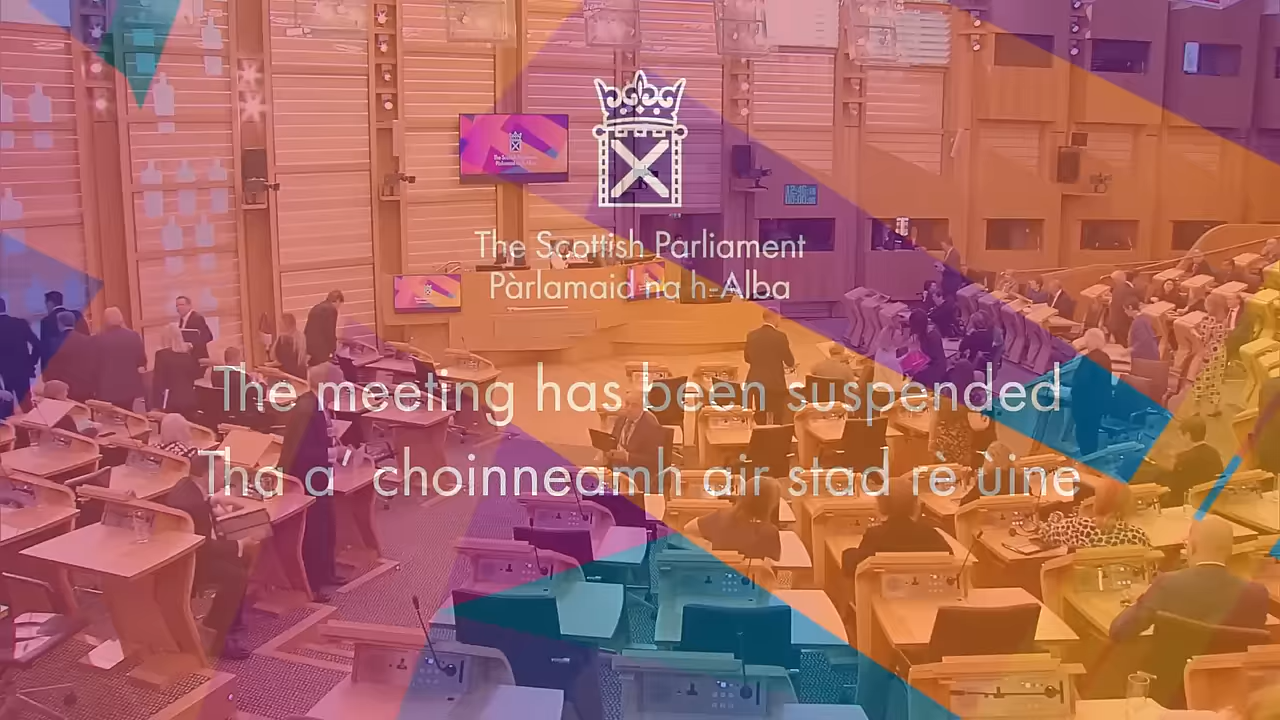 The Scottish Parliament
Pàrlamaid na h-Alba
The meeting has been suspended
Tha a choinneamh air stad rè ùine